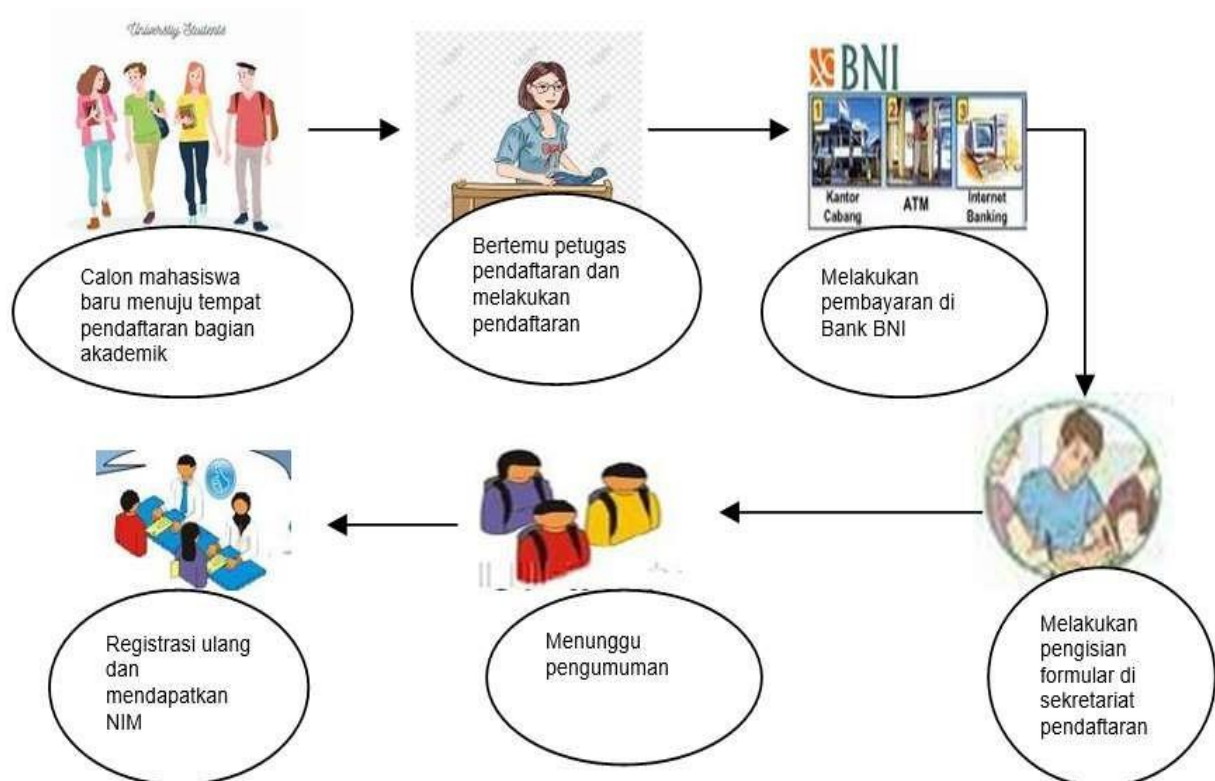 University Students
BNI
1 2 3
Kantor Cabang
ATM
Internet Banking
Calon mahasiswa
baru menuju tempat
pendaftaran bagian
akademik
Bertemu petugas
pendaftaran dan
melakukan
pendaftaran
Melakukan
pembayaran di
Bank BNI
Registrasi ulang
dan
mendapatkan
NIM
Menunggu
pengumuman
Melakukan
pengisian
formular di
sekretariat
pendaftaran